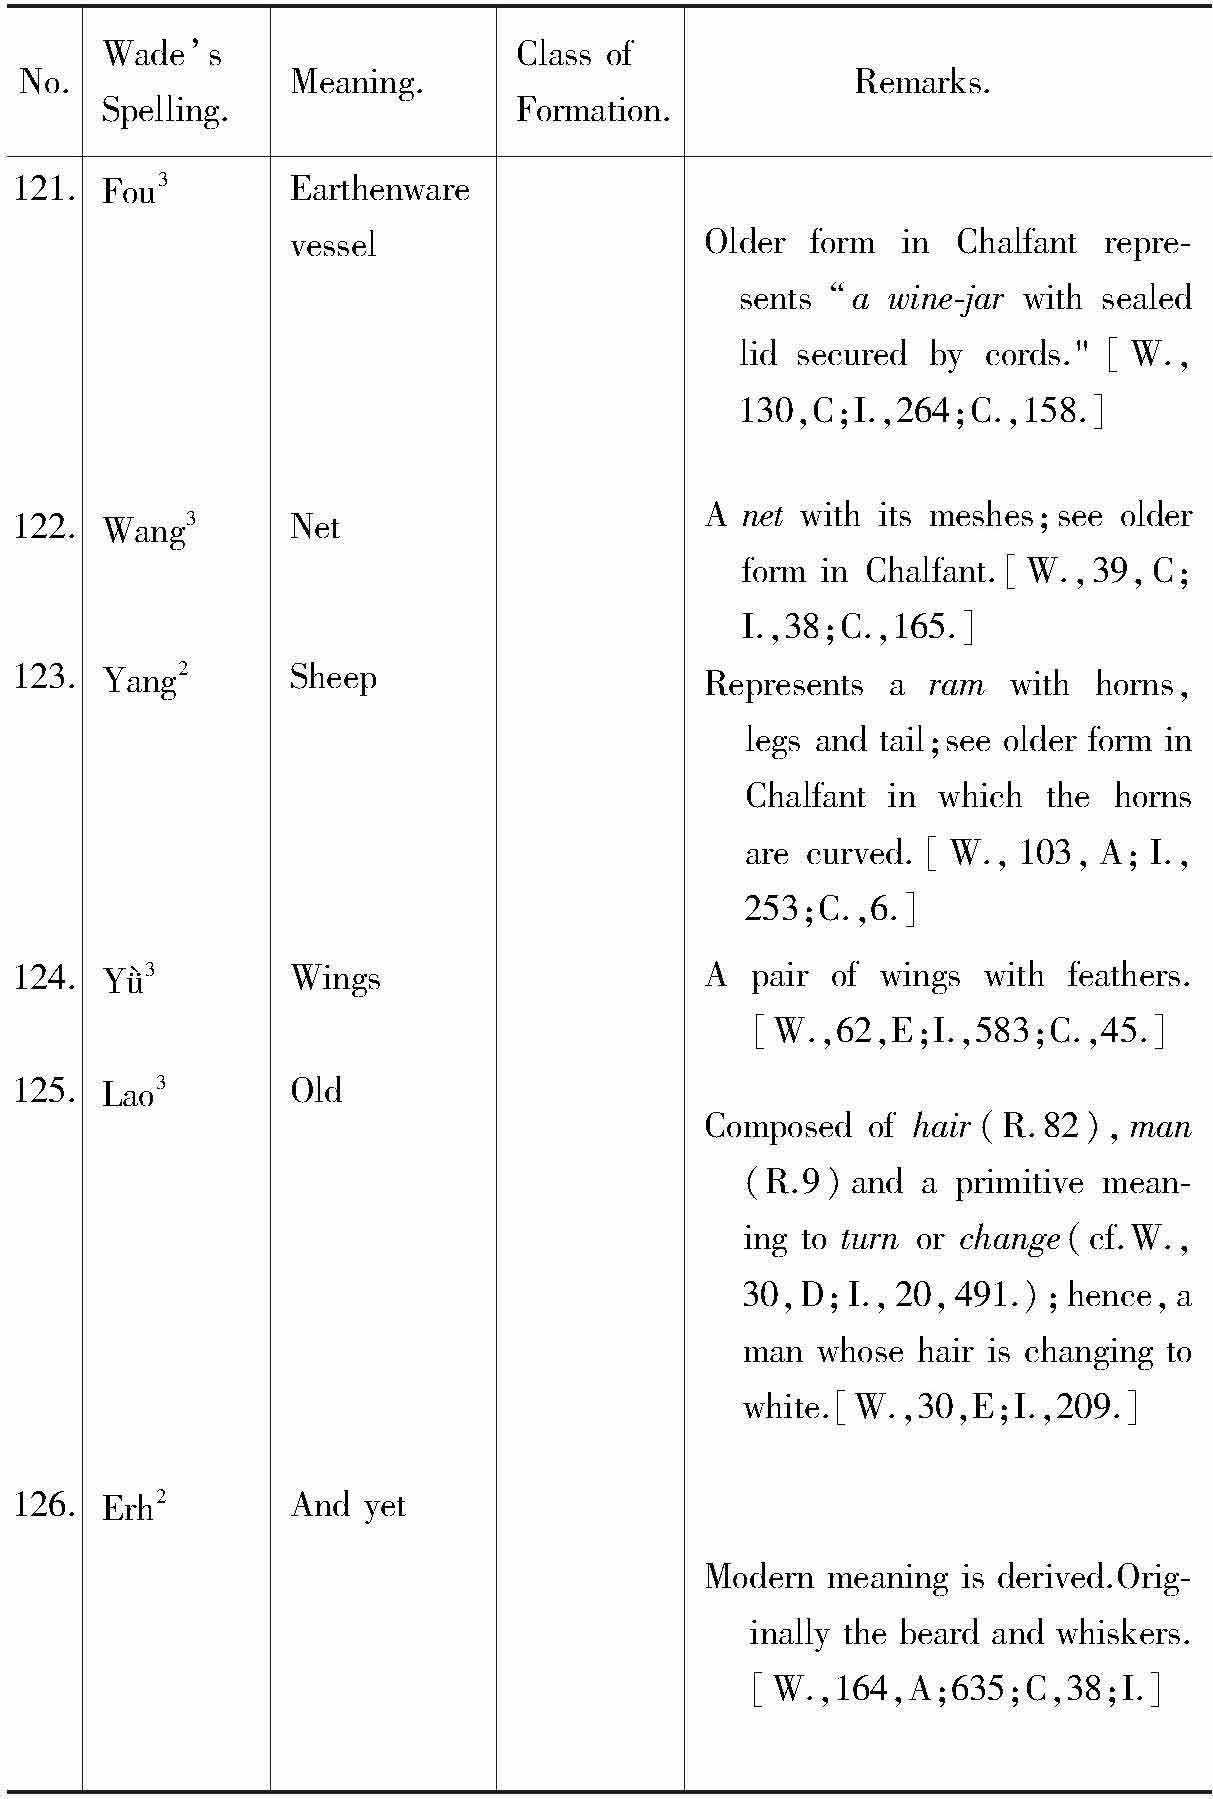 No.
Wade's
Spelling.
Meaning.
Class of
Formation.
Remarks.
121. Fou³ Earthenware
vessel
Older form in Chalfant repre-
sents “a wine-jar with sealed
lid secured by cords." [ W.,
130,C;I.,264;C.,158.]
122. Wang³ Net
A net with its meshes;see older
form in Chalfant.[ W.,39,C;
I.,38;C.,165.]
123. Yang² Sheep
Represents a ram with horns,
legs and tail;see older form in
Chalfant in which the horns
are curved. [ W., 103, A; I.,
253;C.,6.]
124. Yǜ³ Wings
A pair of wings with feathers.
[ W.,62,E;I.,583;C.,45.]
125. Lao³ Old
Composed of hair(R.82),man
(R.9)and a primitive mean-
ing to turn or change(cf.W.,
30,D;I.,20,491.);hence,a
man whose hair is changing to
white.[ W.,30,E;I.,209.]
126. Erh² And yet
Modern meaning is derived.Orig-
inally the beard and whiskers.
[ W.,164,A;635;C,38;I.]